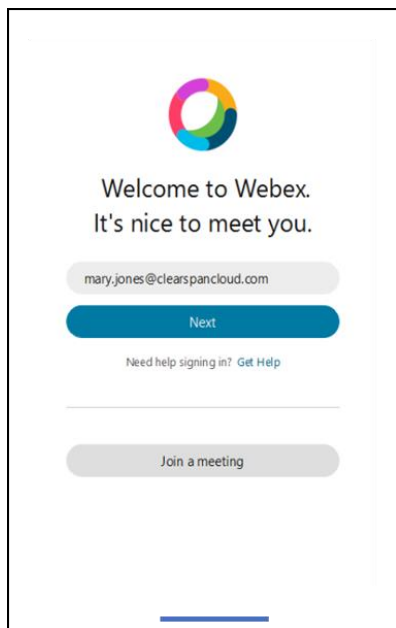 Welcome to Webex.
It's nice to meet you.
mary.jones@clearspancloud.com
Next
Need help signing in? Get Help
Join a meeting